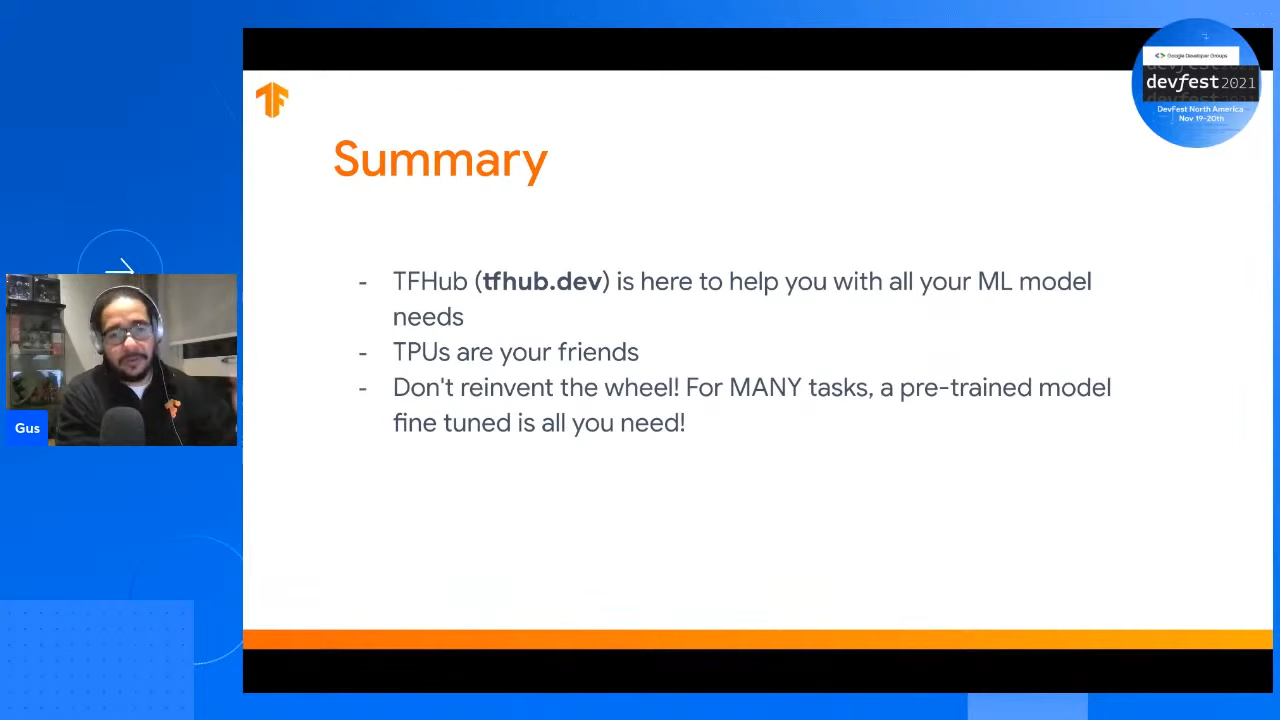 Google Developer Groups
devfest 2021
DevFest North America
Nov 19-20th
Summary
- TFHub (tfhub.dev) is here to help you with all your ML model
needs
- TPUs are your friends
- Don't reinvent the wheel! For MANY tasks, a pre-trained model
fine tuned is all you need!
Gus